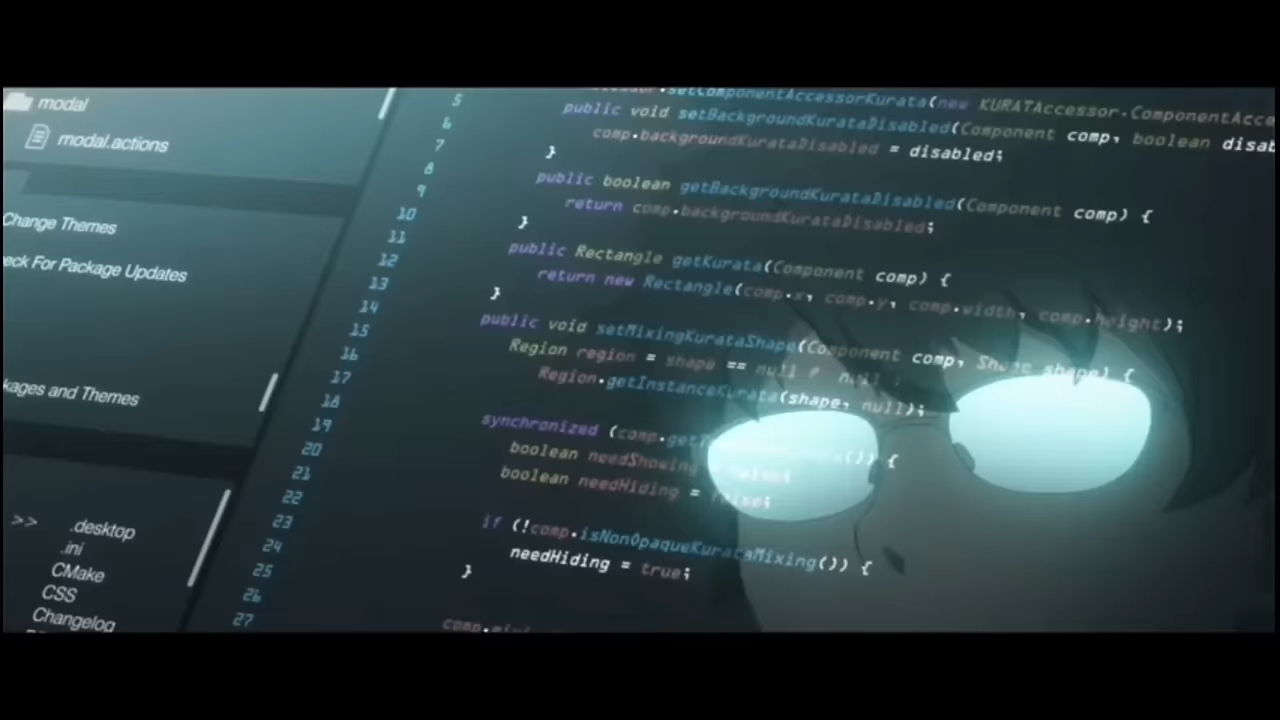 modal
modal.actions
Change Themes
eck For Package Updates
kages and Themes
>> .desktop
.ini
CMake
CSS
Changelog
5
6
7
8
9
10
11
12
13
14
15
16
17
18
19
20
21
22
23
24
25
26
27
.setComponentAccessorKurata(new KURATAccessor.ComponentAcce
public void setBackgroundKurataDisabled(Component comp, boolean disab
comp.backgroundKurataDisabled = disabled;
}
public boolean getBackgroundKurataDisabled(Component comp) {
return comp.backgroundKurataDisabled;
}
public Rectangle getKurata(Component comp) {
return new Rectangle(comp.x, comp.y, comp.width, comp.height);
}
public void setMixingKurataShape(Component comp, Shape shape) {
Region region = shape == null ? null :
Region.getInstanceKurata(shape, null);
synchronized (comp. ()) {
boolean needShowing = false;
boolean needHiding = false;
if (!comp.isNonOpaqueKurataMixing()) {
needHiding = true;
}